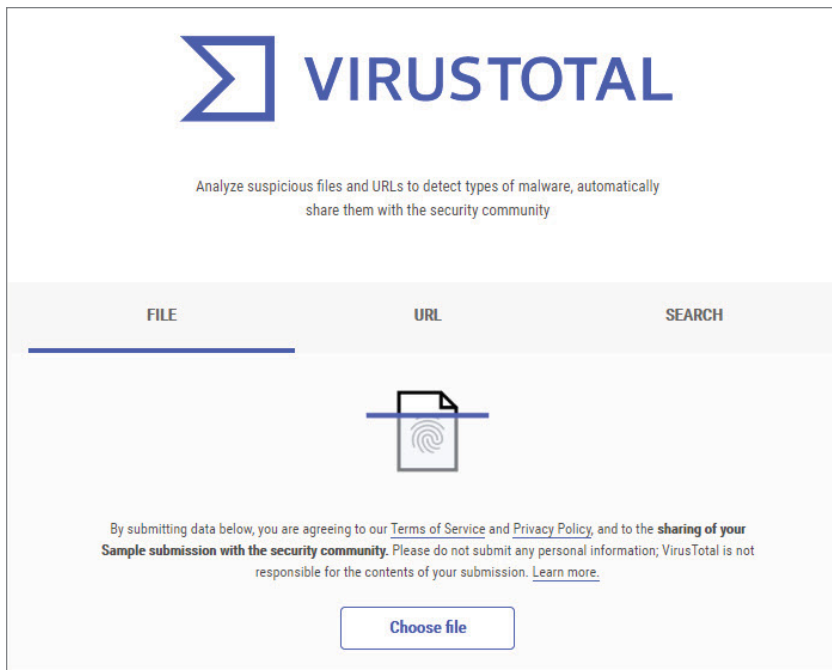 VIRUSTOTAL
Analyze suspicious files and URLs to detect types of malware, automatically
share them with the security community
FILE URL SEARCH
By submitting data below, you are agreeing to our Terms of Service and Privacy Policy, and to the sharing of your
Sample submission with the security community. Please do not submit any personal information; VirusTotal is not
responsible for the contents of your submission. Learn more.
Choose file